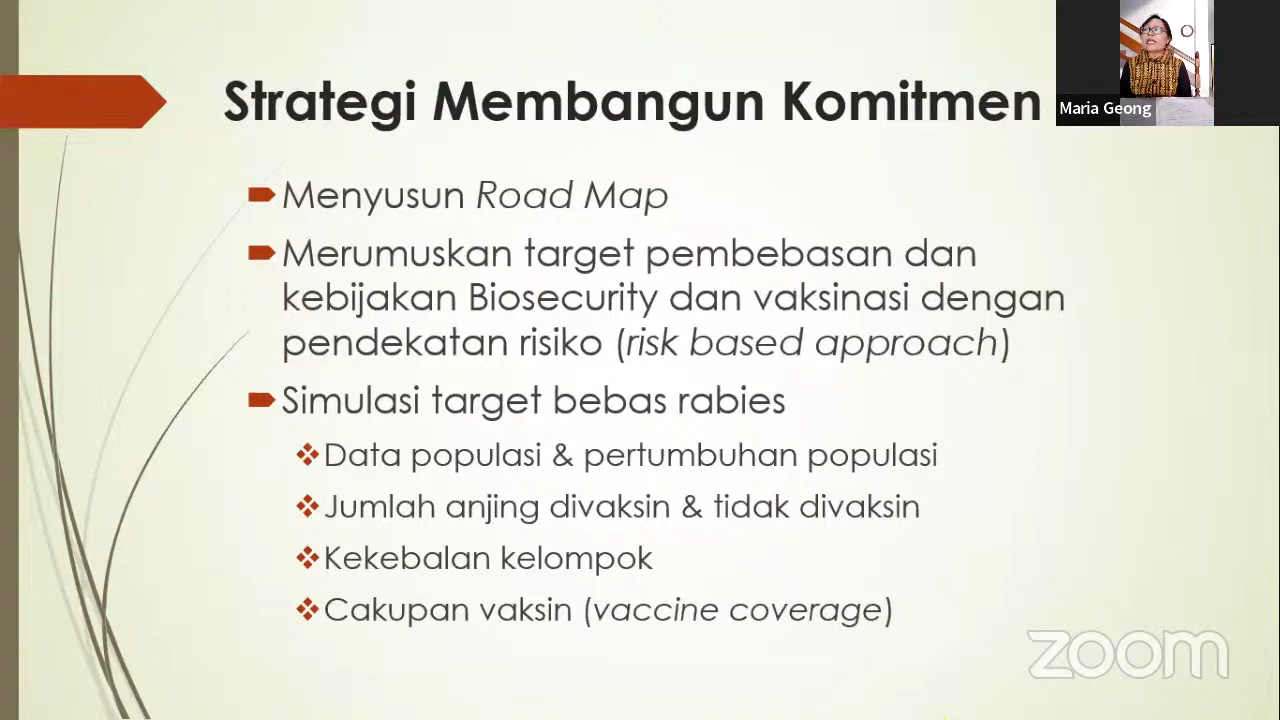 Strategi Membangun Komitmen
Maria Geong
Menyusun Road Map
Merumuskan target pembebasan dan
kebijakan Biosecurity dan vaksinasi dengan
pendekatan risiko (risk based approach)
Simulasi target bebas rabies
Data populasi & pertumbuhan populasi
Jumlah anjing divaksin & tidak divaksin
Kekebalan kelompok
Cakupan vaksin (vaccine coverage)
zoom